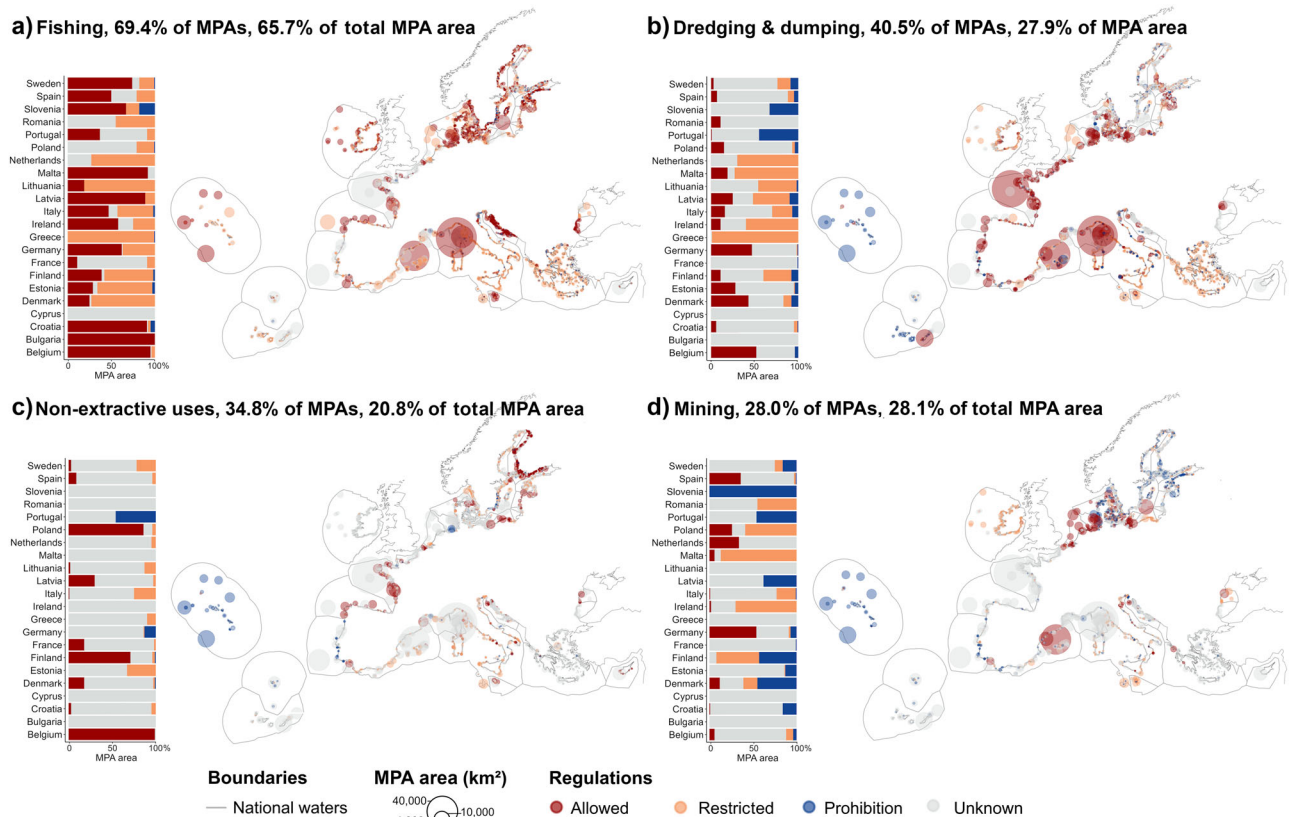 a) Fishing, 69.4% of MPAs, 65.7% of total MPA area
Sweden
Spain
Slovenia
Romania
Portugal
Poland
Netherlands
Malta
Lithuania
Latvia
Italy
Ireland
Greece
Germany
France
Finland
Estonia
Denmark
Cyprus
Croatia
Bulgaria
Belgium
0 50 100%
MPA area
b) Dredging & dumping, 40.5% of MPAs, 27.9% of MPA area
Sweden
Spain
Slovenia
Romania
Portugal
Poland
Netherlands
Malta
Lithuania
Latvia
Italy
Ireland
Greece
Germany
France
Finland
Estonia
Denmark
Cyprus
Croatia
Bulgaria
Belgium
0 50 100%
MPA area
c) Non-extractive uses, 34.8% of MPAs, 20.8% of total MPA area
Sweden
Spain
Slovenia
Romania
Portugal
Poland
Netherlands
Malta
Lithuania
Latvia
Italy
Ireland
Greece
Germany
France
Finland
Estonia
Denmark
Cyprus
Croatia
Bulgaria
Belgium
0 50 100%
MPA area
d) Mining, 28.0% of MPAs, 28.1% of total MPA area
Sweden
Spain
Slovenia
Romania
Portugal
Poland
Netherlands
Malta
Lithuania
Latvia
Italy
Ireland
Greece
Germany
France
Finland
Estonia
Denmark
Cyprus
Croatia
Bulgaria
Belgium
0 50 100%
MPA area
Boundaries
National waters
MPA area (km²)
40,000
10,000
Regulations
Allowed
Restricted
Prohibition
Unknown